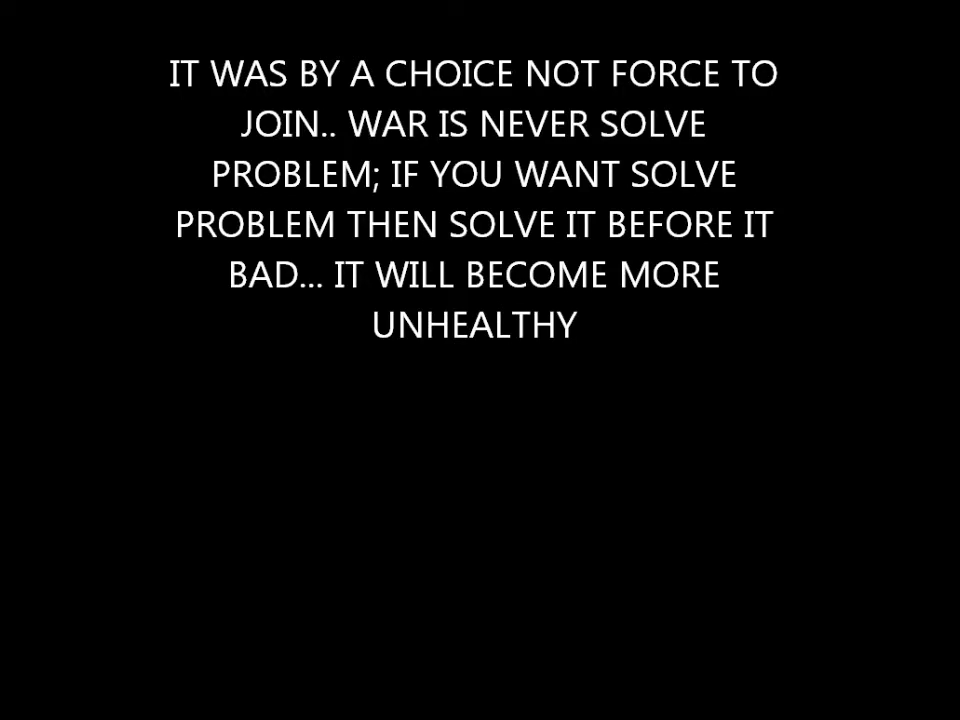 IT WAS BY A CHOICE NOT FORCE TO
JOIN.. WAR IS NEVER SOLVE
PROBLEM; IF YOU WANT SOLVE
PROBLEM THEN SOLVE IT BEFORE IT
BAD... IT WILL BECOME MORE
UNHEALTHY